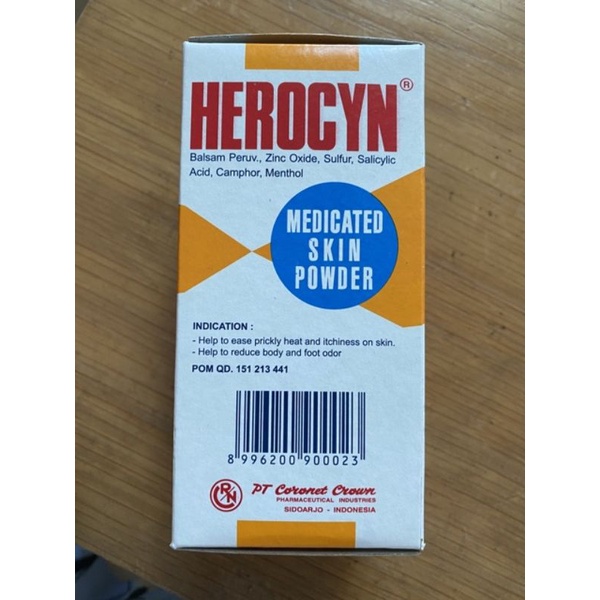 HEROCYN®
Balsam Peruv., Zinc Oxide, Sulfur, Salicylic
Acid, Camphor, Menthol
MEDICATED
SKIN
POWDER
INDICATION :
- Help to ease prickly heat and itchiness on skin.
- Help to reduce body and foot odor
POM QD. 151 213 441
8 996200 900023
CRN
PT Coronet Crown
PHARMACEUTICAL INDUSTRIES
SIDOARJO - INDONESIA